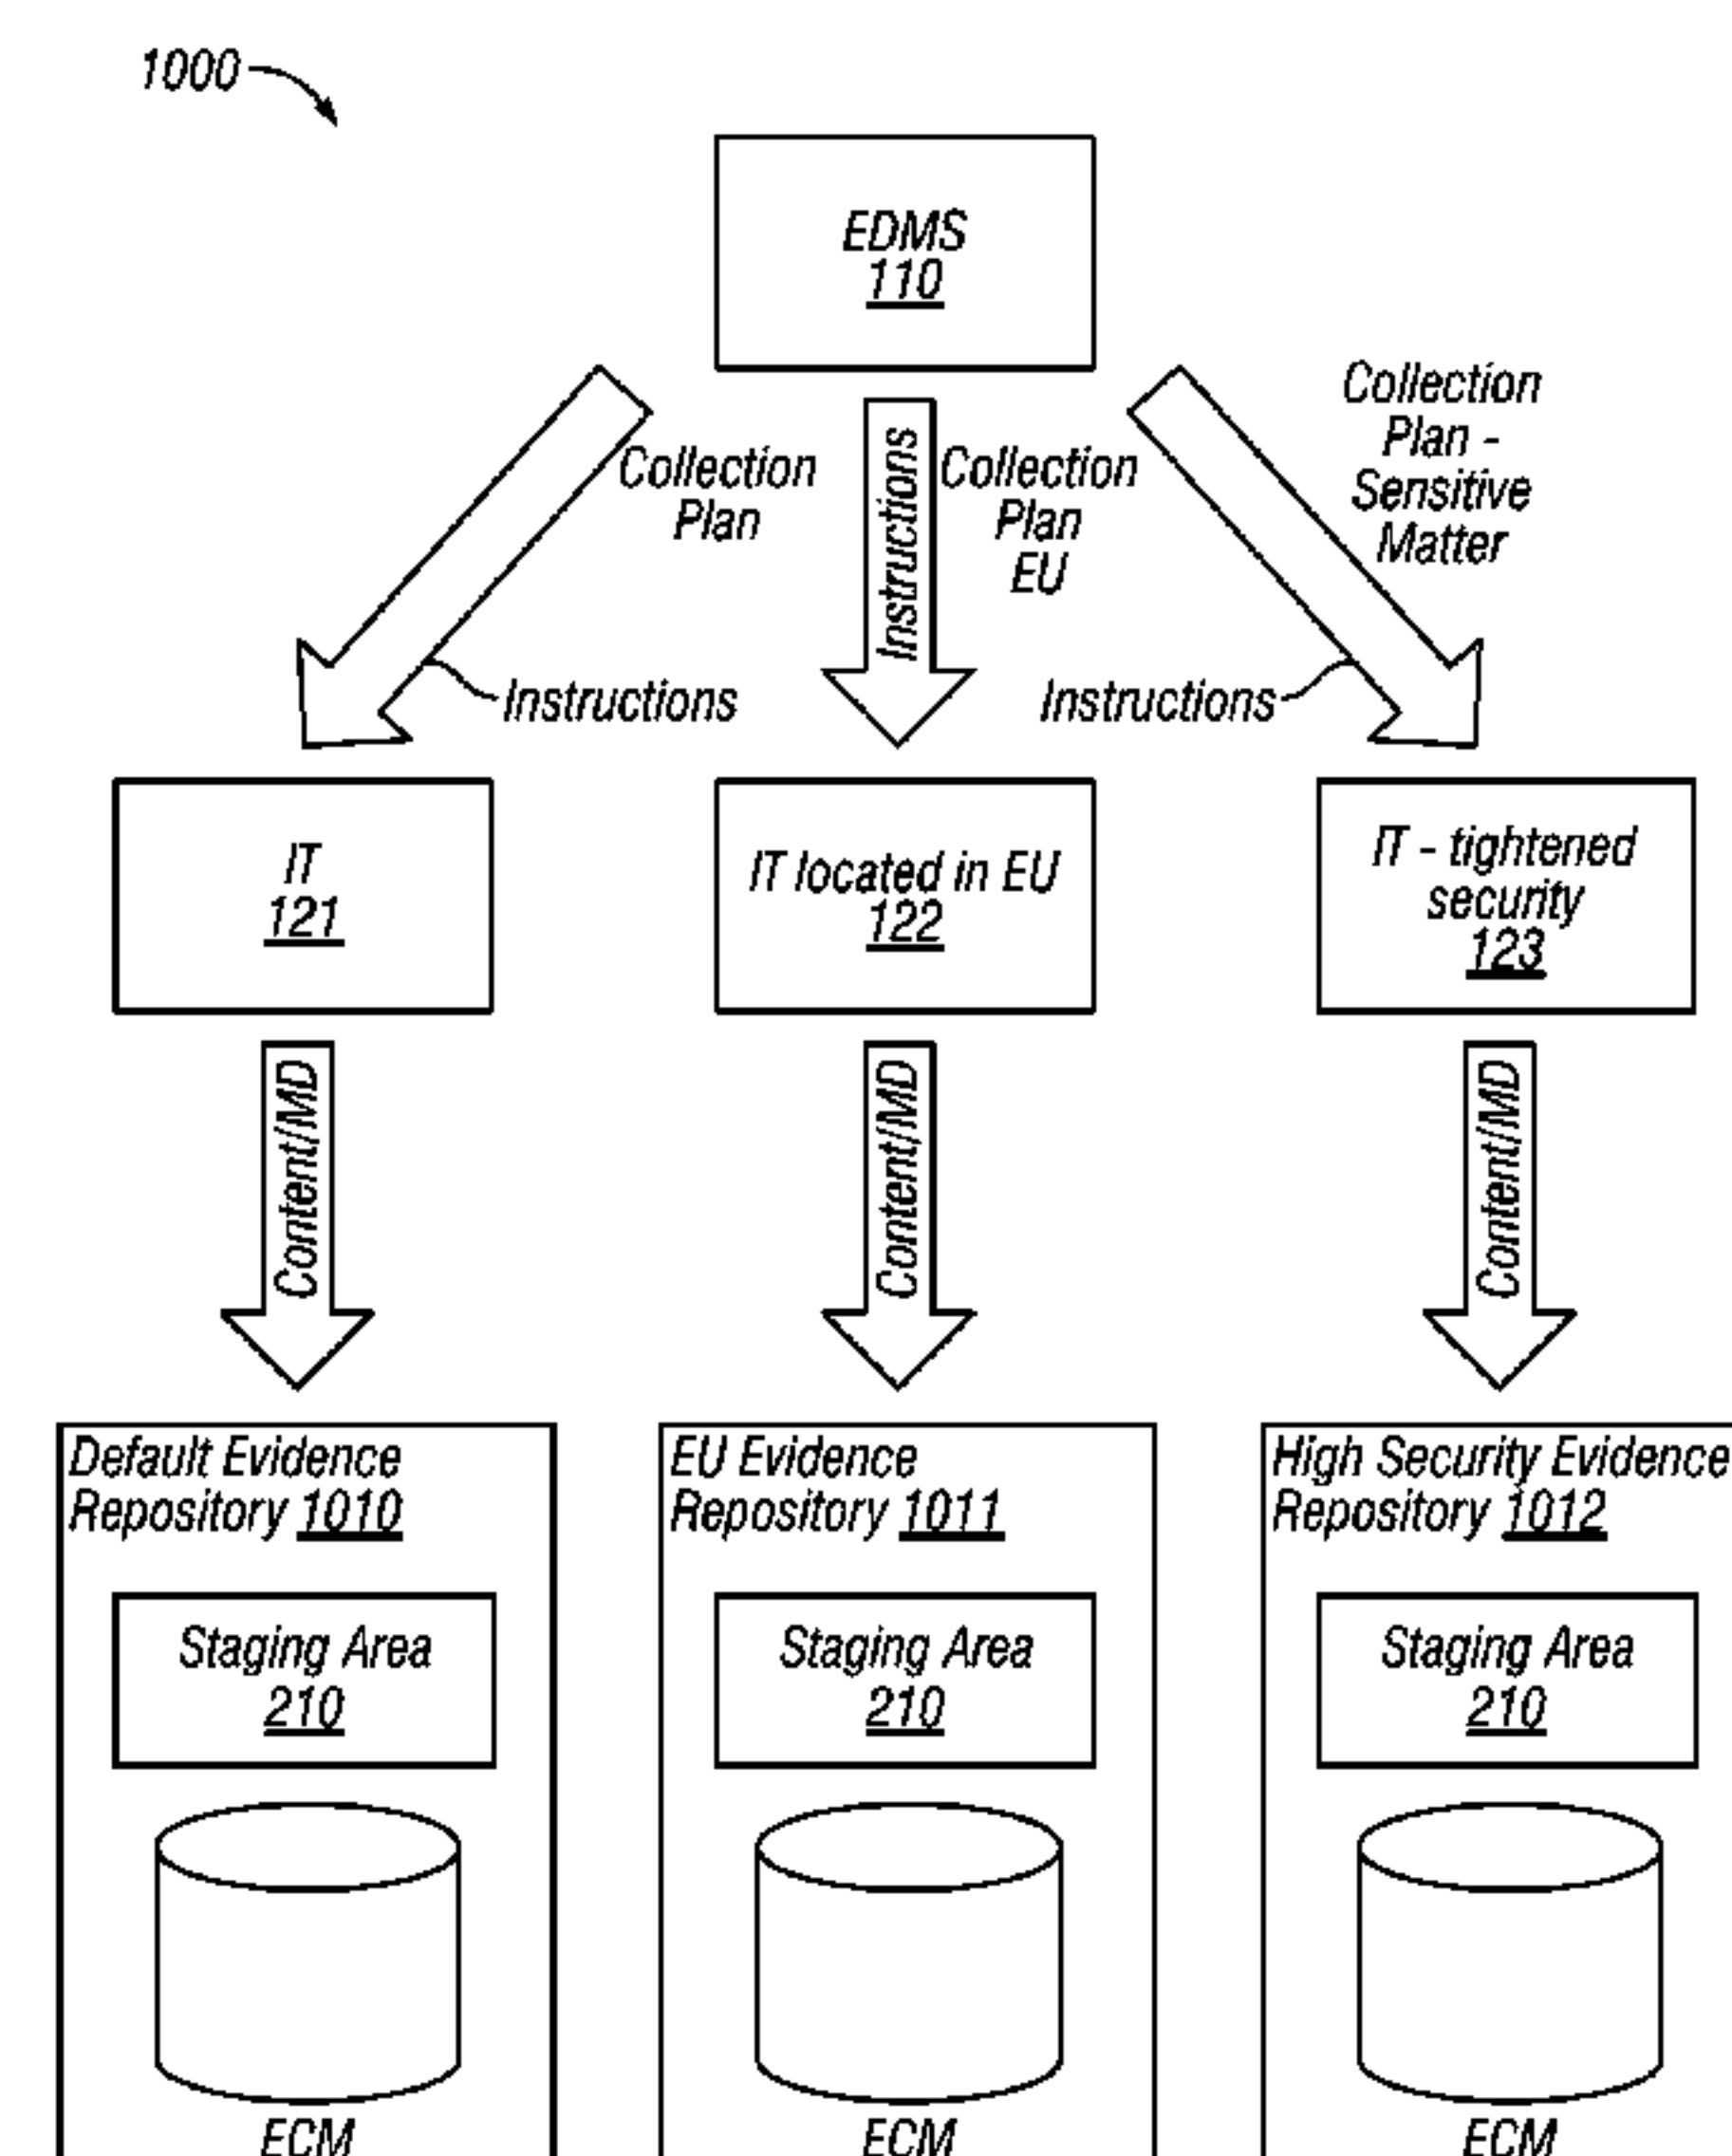 1000
EDMS
110
Collection
Plan
Instructions
Instructions
Collection
Plan
EU
Collection
Plan -
Sensitive
Matter
Instructions
IT
121
IT located in EU
122
IT - tightened
security
123
Content/MD
Content/MD
Content/MD
Default Evidence
Repository 1010
Staging Area
210
ECM
EU Evidence
Repository 1011
Staging Area
210
ECM
High Security Evidence
Repository 1012
Staging Area
210
ECM